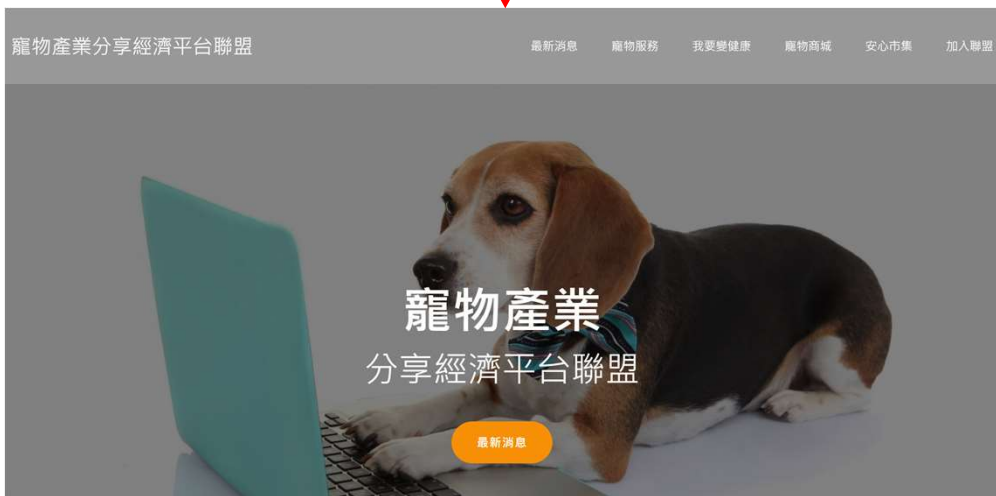 寵物產業分享經濟平台聯盟
最新消息 寵物服務 我要變健康 寵物商城 安心市集 加入聯盟
寵物產業
分享經濟平台聯盟
最新消息